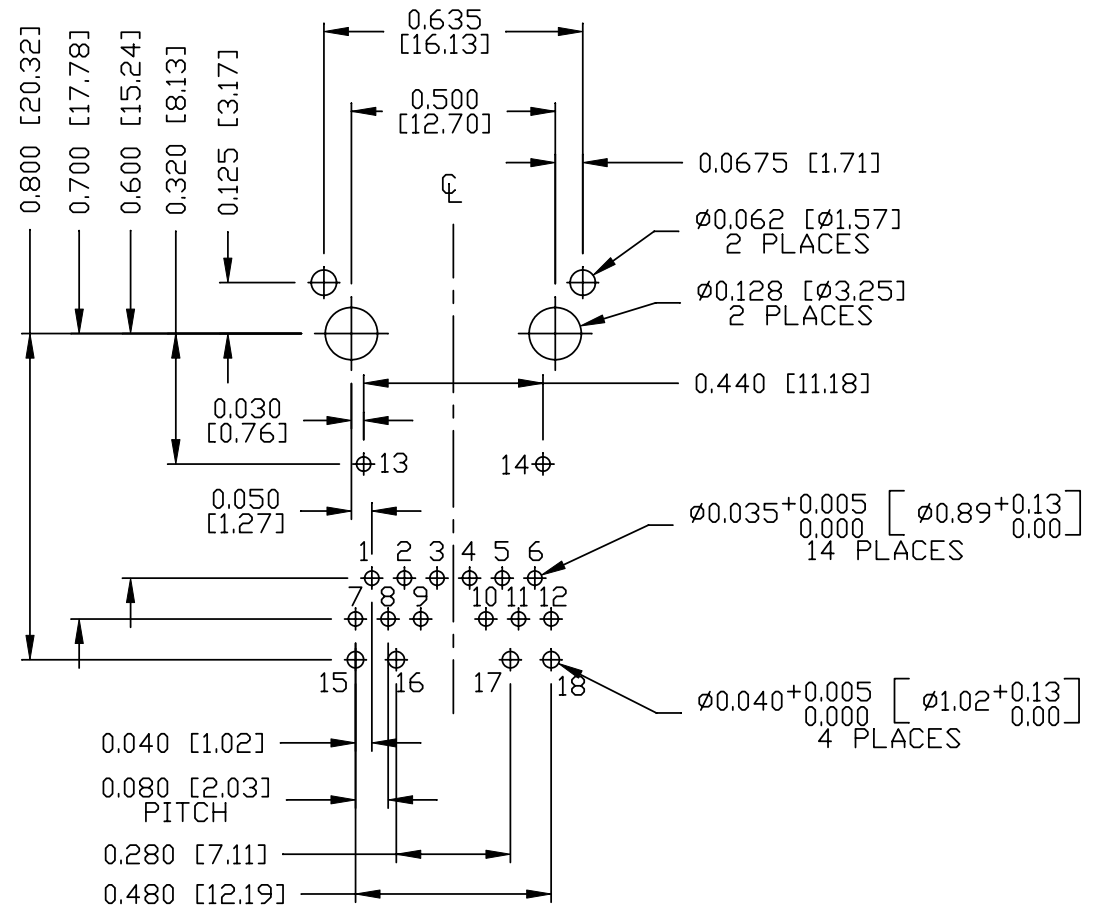 0.635
[16.13]
0.500
[12.70]
0.800 [20.32]
0.700 [17.78]
0.600 [15.24]
0.320 [8.13]
0.125 [3.17]
0.0675 [1.71]
℄
Ø0.062 [Ø1.57]
2 PLACES
Ø0.128 [Ø3.25]
2 PLACES
0.440 [11.18]
0.030
[0.76]
13
14
0.050
[1.27]
Ø0.035+0.005 [Ø0.89+0.13]
0.000 0.00
14 PLACES
1 2 3 4 5 6
7 8 9 10 11 12
15 16 17 18
Ø0.040+0.005 [Ø1.02+0.13]
0.000 0.00
4 PLACES
0.040 [1.02]
0.080 [2.03]
PITCH
0.280 [7.11]
0.480 [12.19]